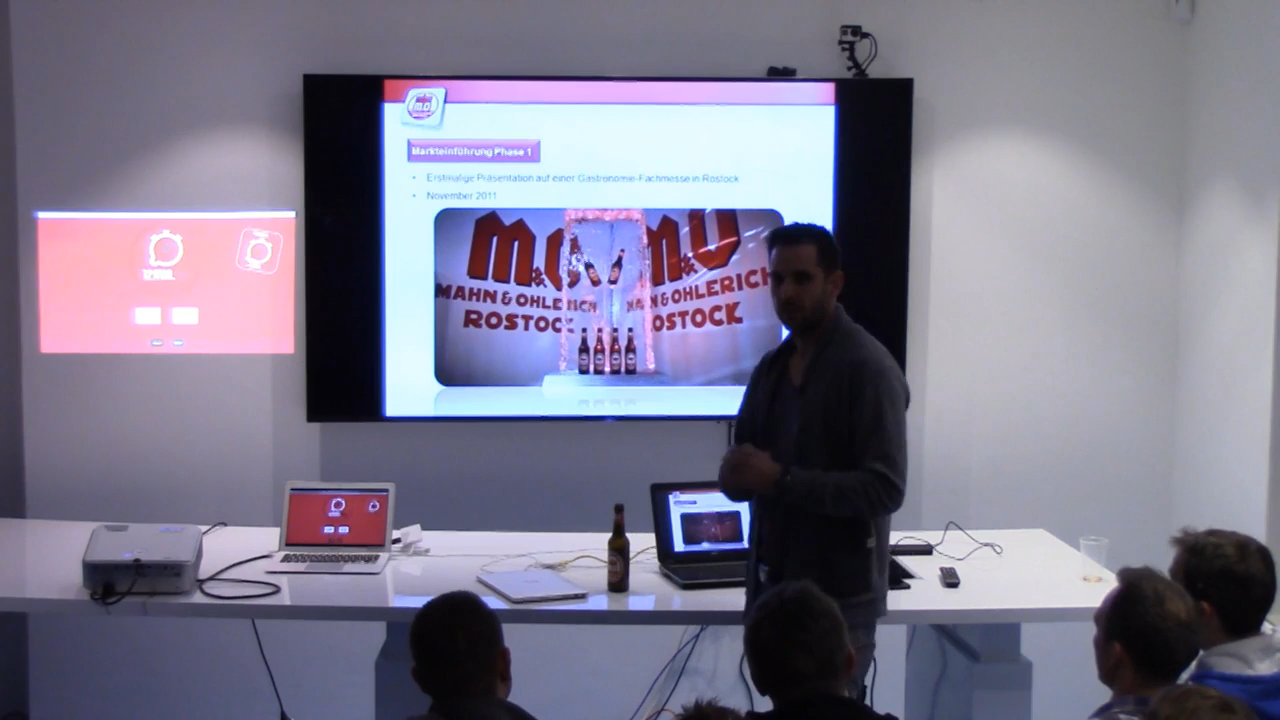 M.O
Markteinführung Phase 1
• Erstmalige Präsentation auf einer Gastronomie-Fachmesse in Rostock
• November 2011
M&O M&O
MAHN & OHLERICH MAHN & OHLERICH
ROSTOCK ROSTOCK